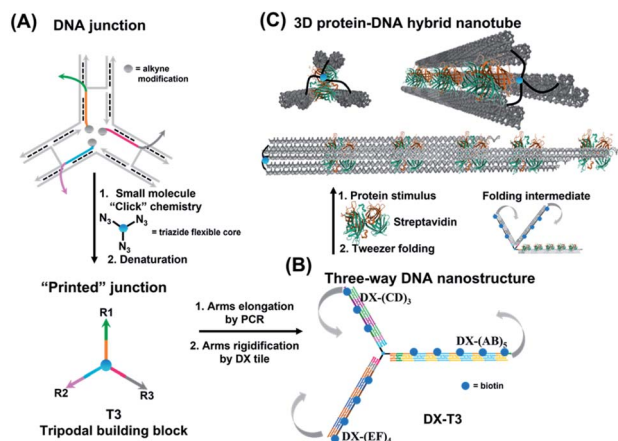 (A)
DNA junction
= alkyne
modification
1. Small molecule
"Click" chemistry
N3
N3
N3
= triazide flexible core
2. Denaturation
"Printed" junction
R1
R2
R3
T3
Tripodal building block
1. Arms elongation
by PCR
2. Arms rigidification
by DX tile
(C)
3D protein-DNA hybrid nanotube
1. Protein stimulus
Streptavidin
2. Tweezer folding
Folding intermediate
(B)
Three-way DNA nanostructure
DX-(CD)3
DX-(AB)5
= biotin
DX-(EF)4
DX-T3